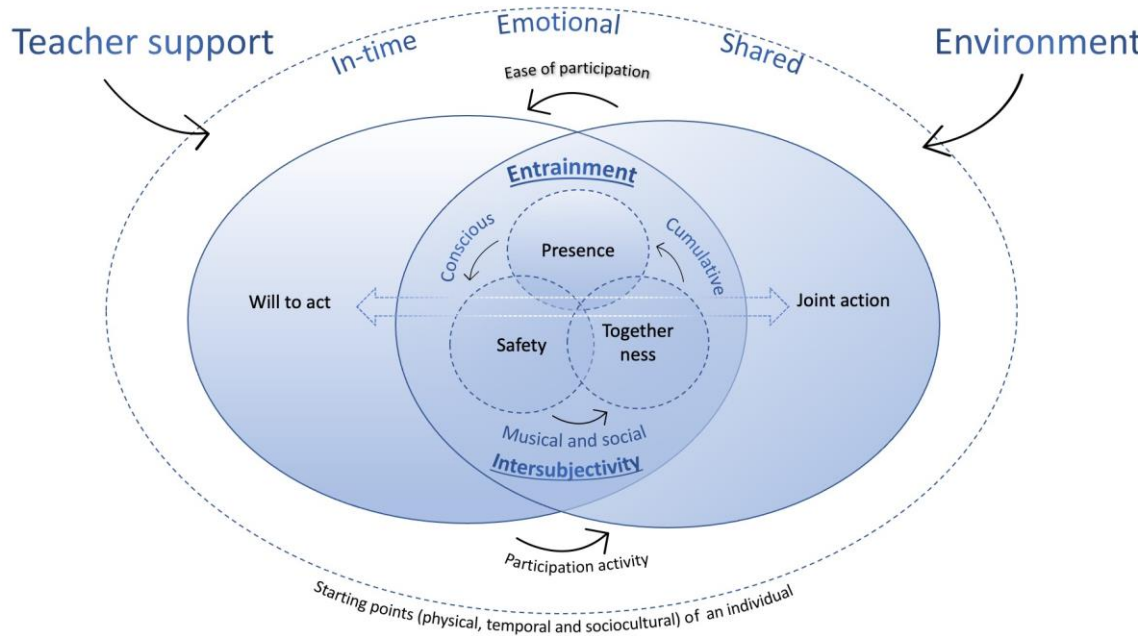 Teacher support
In-time
Emotional
Shared
Environment
Ease of participation
Entrainment
Conscious
Presence
Cumulative
Will to act
Joint action
Safety
Together
ness
Musical and social
Intersubjectivity
Participation activity
Starting points (physical, temporal and sociocultural) of an individual